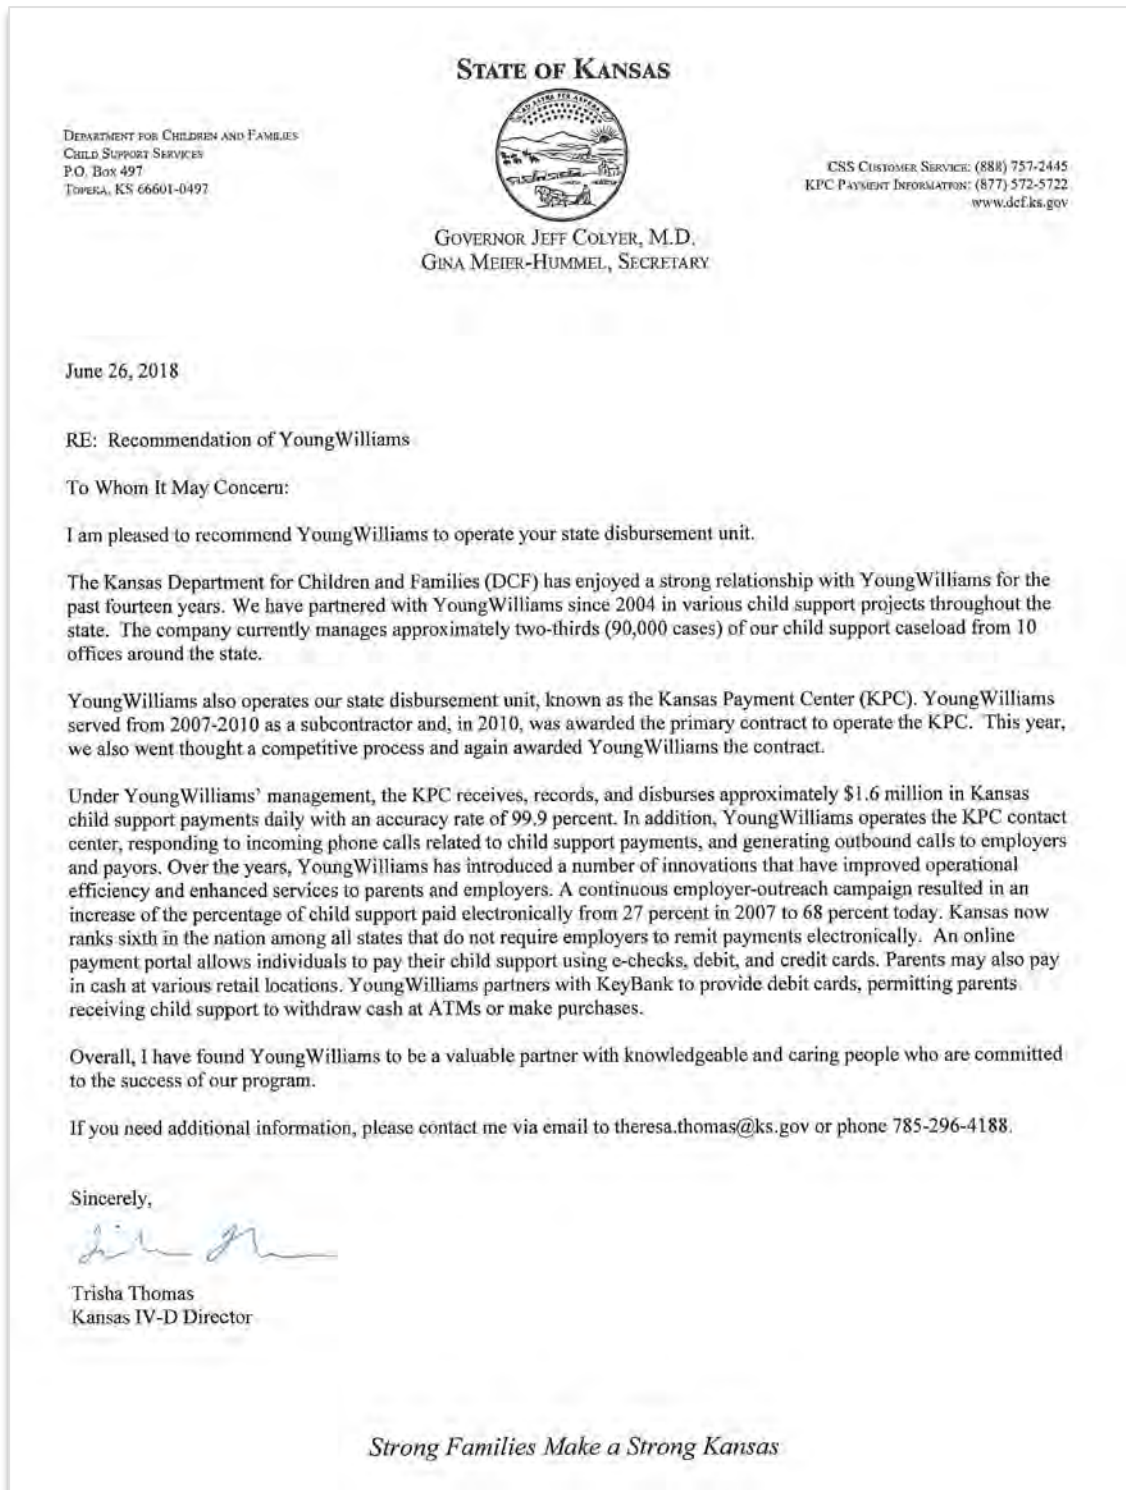 STATE OF KANSAS
DEPARTMENT FOR CHILDREN AND FAMILIES
CHILD SUPPORT SERVICES
P.O. Box 497
TOPEKA, KS 66601-0497
AD ASTRA PER ASPERA
CSS CUSTOMER SERVICE: (888) 757-2445
KPC PAYMENT INFORMATION: (877) 572-5722
www.dcf.ks.gov
GOVERNOR JEFF COLYER, M.D.
GINA MEIER-HUMMEL, SECRETARY
June 26, 2018
RE: Recommendation of YoungWilliams
To Whom It May Concern:
I am pleased to recommend YoungWilliams to operate your state disbursement unit.
The Kansas Department for Children and Families (DCF) has enjoyed a strong relationship with YoungWilliams for the
past fourteen years. We have partnered with YoungWilliams since 2004 in various child support projects throughout the
state. The company currently manages approximately two-thirds (90,000 cases) of our child support caseload from 10
offices around the state.
YoungWilliams also operates our state disbursement unit, known as the Kansas Payment Center (KPC). YoungWilliams
served from 2007-2010 as a subcontractor and, in 2010, was awarded the primary contract to operate the KPC. This year,
we also went thought a competitive process and again awarded YoungWilliams the contract.
Under YoungWilliams' management, the KPC receives, records, and disburses approximately $1.6 million in Kansas
child support payments daily with an accuracy rate of 99.9 percent. In addition, YoungWilliams operates the KPC contact
center, responding to incoming phone calls related to child support payments, and generating outbound calls to employers
and payors. Over the years, YoungWilliams has introduced a number of innovations that have improved operational
efficiency and enhanced services to parents and employers. A continuous employer-outreach campaign resulted in an
increase of the percentage of child support paid electronically from 27 percent in 2007 to 68 percent today. Kansas now
ranks sixth in the nation among all states that do not require employers to remit payments electronically. An online
payment portal allows individuals to pay their child support using e-checks, debit, and credit cards. Parents may also pay
in cash at various retail locations. YoungWilliams partners with KeyBank to provide debit cards, permitting parents
receiving child support to withdraw cash at ATMs or make purchases.
Overall, I have found YoungWilliams to be a valuable partner with knowledgeable and caring people who are committed
to the success of our program.
If you need additional information, please contact me via email to theresa.thomas@ks.gov or phone 785-296-4188.
Sincerely,
Trisha Thomas
Kansas IV-D Director
Strong Families Make a Strong Kansas